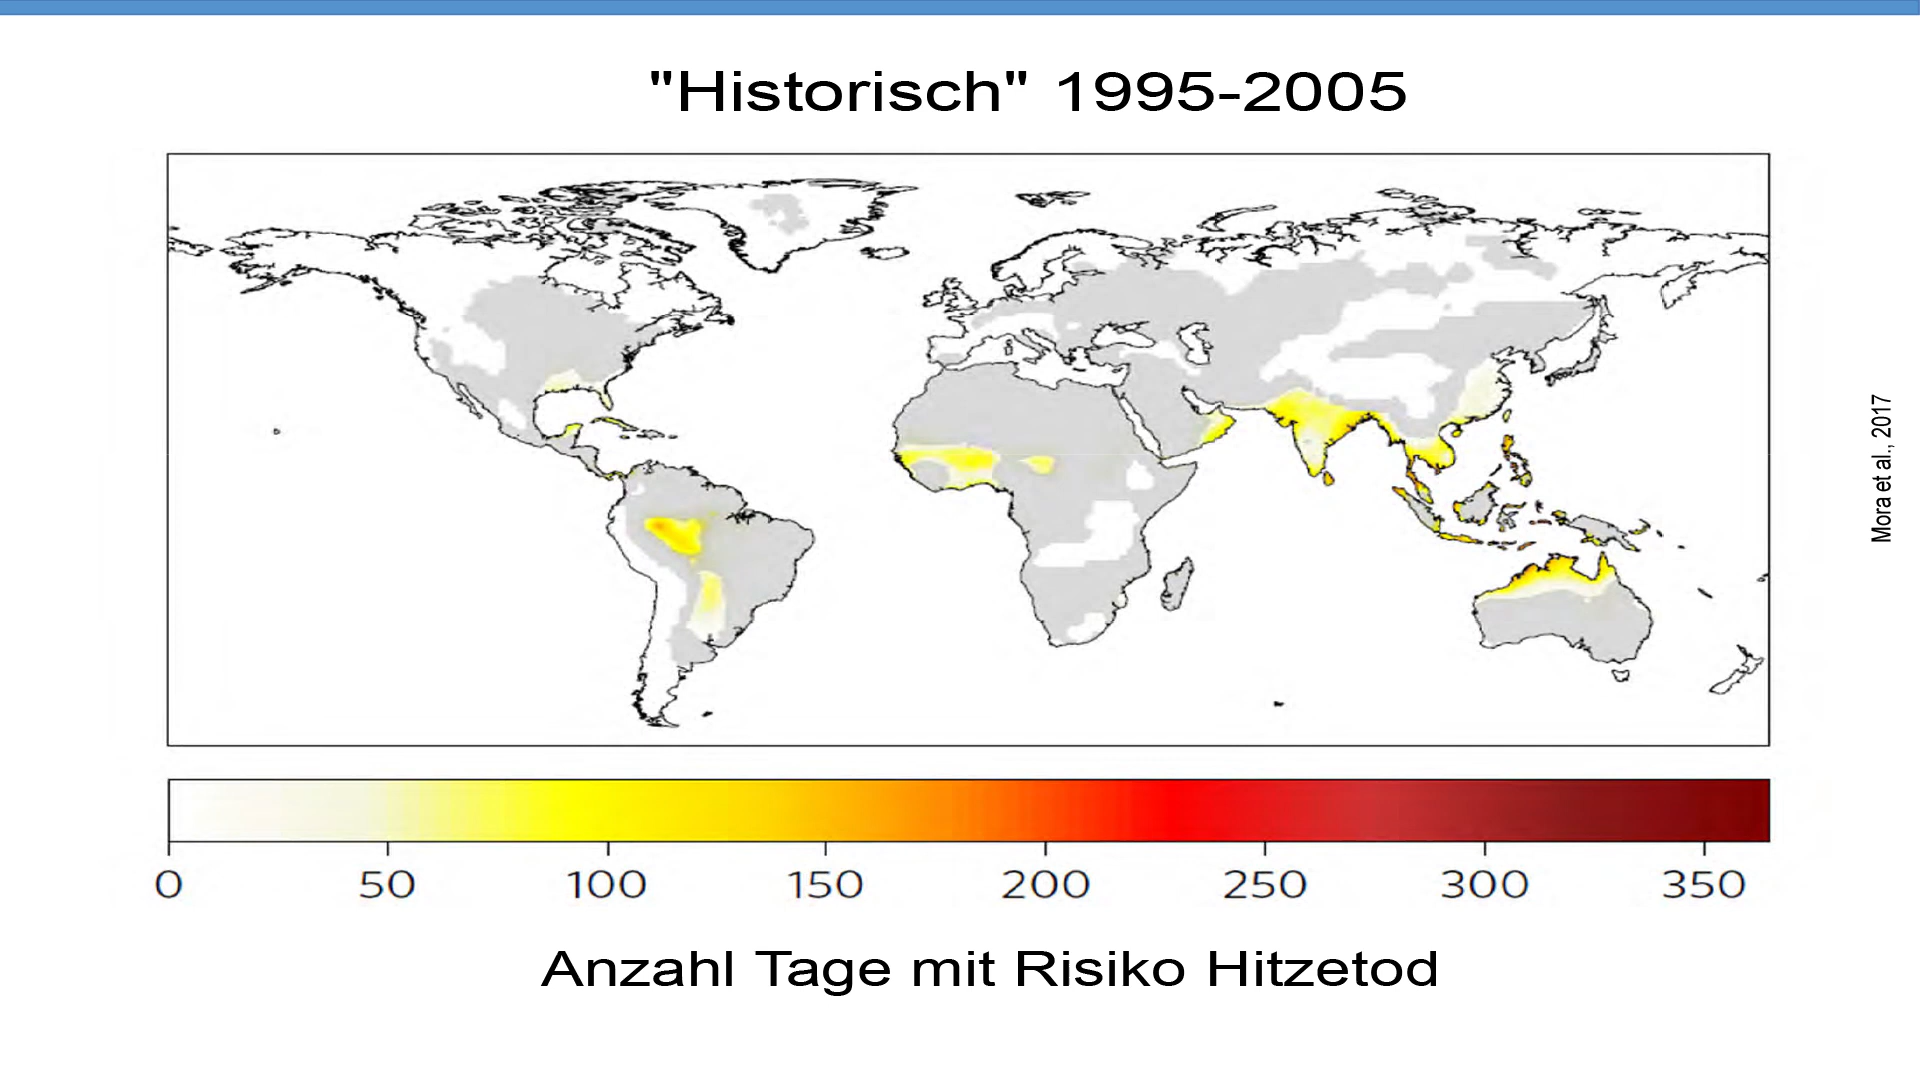 "Historisch" 1995-2005
Mora et al., 2017
0 50 100 150 200 250 300 350
Anzahl Tage mit Risiko Hitzetod